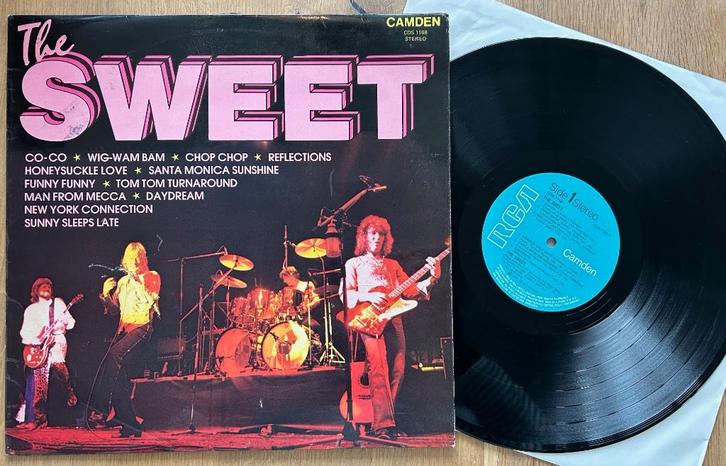 The
SWEET
CAMDEN
CDS 1168
STEREO
CO-CO ★ WIG-WAM BAM ★ CHOP CHOP ★ REFLECTIONS
HONEYSUCKLE LOVE ★ SANTA MONICA SUNSHINE
FUNNY FUNNY ★ TOM TOM TURNAROUND
MAN FROM MECCA ★ DAYDREAM
NEW YORK CONNECTION
SUNNY SLEEPS LATE
RCA
Side 1 Stereo
Camden